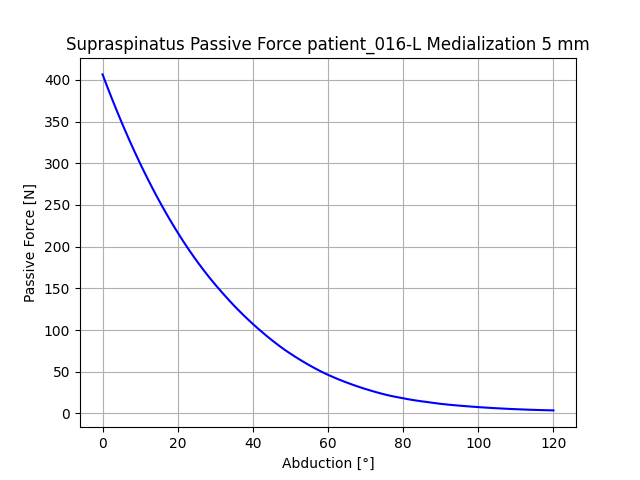 Supraspinatus Passive Force patient_016-L Medialization 5 mm
400
350
300
250
200
150
100
50
0
Passive Force [N]
0 20 40 60 80 100 120
Abduction [°]